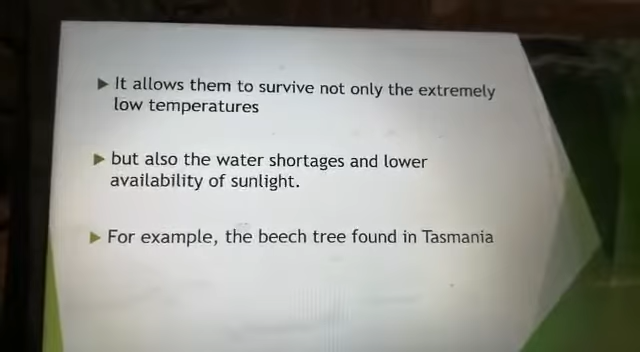 It allows them to survive not only the extremely
low temperatures
but also the water shortages and lower
availability of sunlight.
For example, the beech tree found in Tasmania